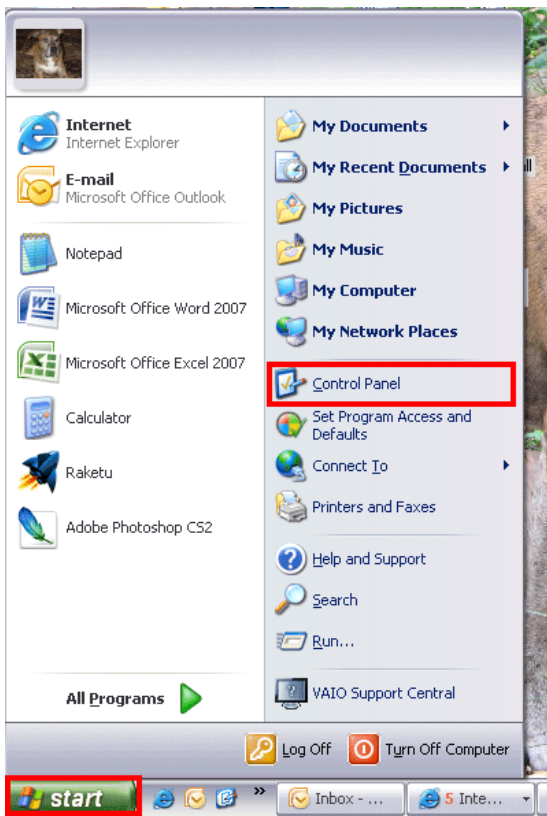 Internet
Internet Explorer
E-mail
Microsoft Office Outlook
Notepad
Microsoft Office Word 2007
Microsoft Office Excel 2007
Calculator
Raketu
Adobe Photoshop CS2
All Programs
My Documents
My Recent Documents
My Pictures
My Music
My Computer
My Network Places
Control Panel
Set Program Access and
Defaults
Connect To
Printers and Faxes
Help and Support
Search
Run...
VAIO Support Central
Log Off
Turn Off Computer
start
»
Inbox - ...
5 Inte...